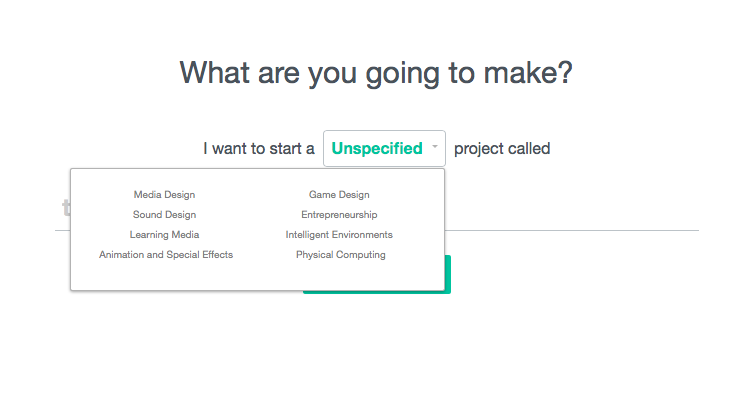 What are you going to make?
I want to start a Unspecified project called
Media Design Game Design
Sound Design Entrepreneurship
Learning Media Intelligent Environments
Animation and Special Effects Physical Computing